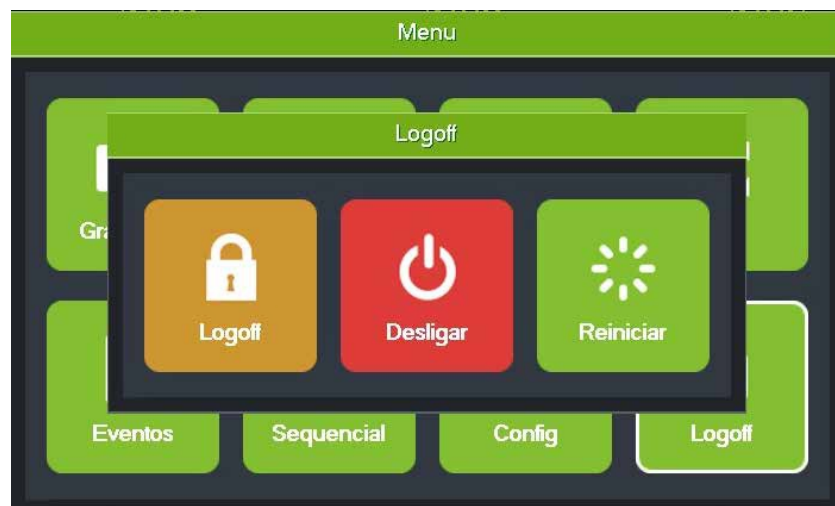 Menu
Logoff
Logoff
Desligar
Reiniciar
Eventos
Sequencial
Config
Logoff